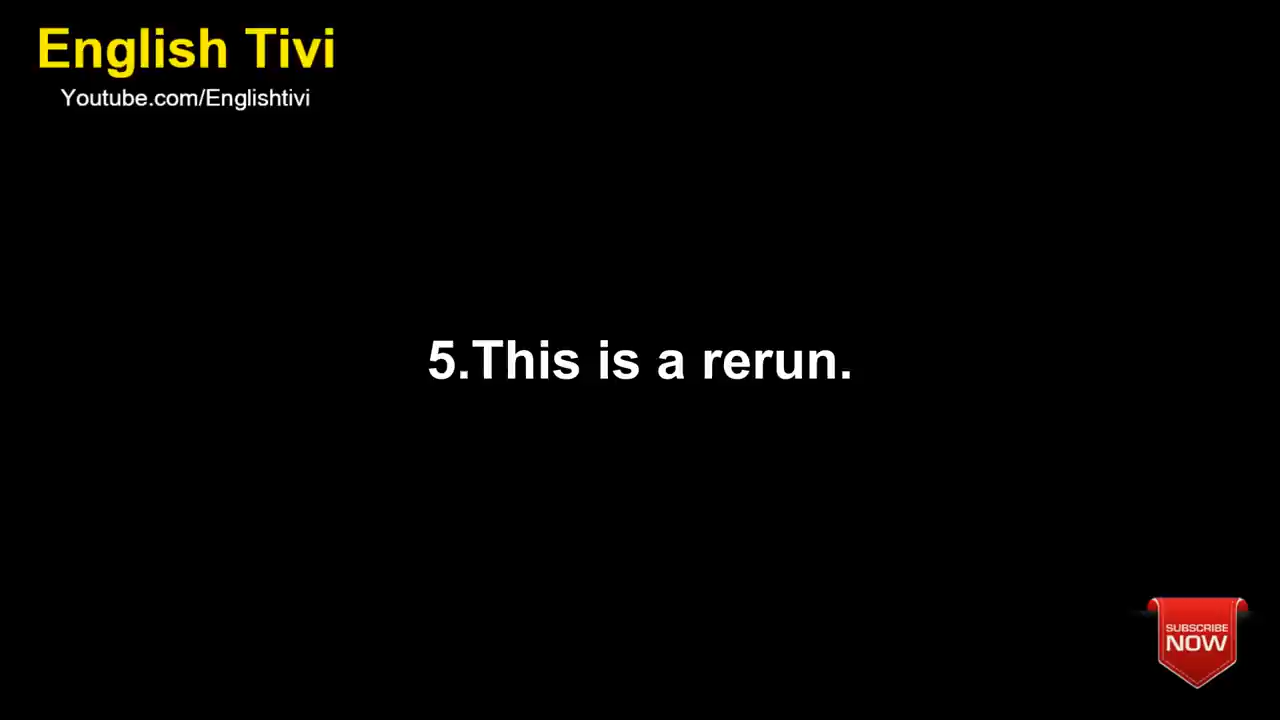 English Tivi
Youtube.com/Englishtivi
5.This is a rerun.
SUBSCRIBE
NOW